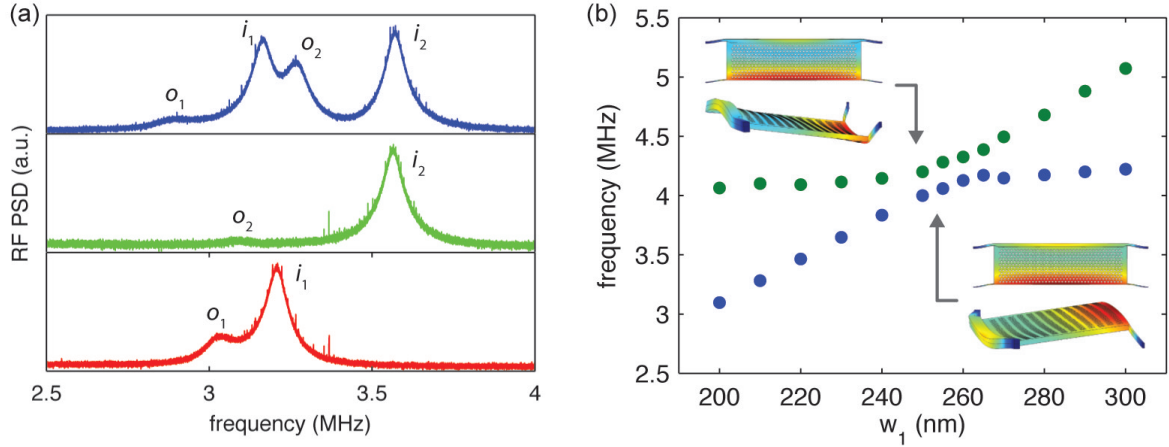 (a)
RF PSD (a.u.)
o1
i1
o2
i2
o2
i2
o1
i1
2.5
3
3.5
4
frequency (MHz)
(b)
frequency (MHz)
5.5
5
4.5
4
3.5
3
2.5
200
220
240
260
280
300
w1 (nm)